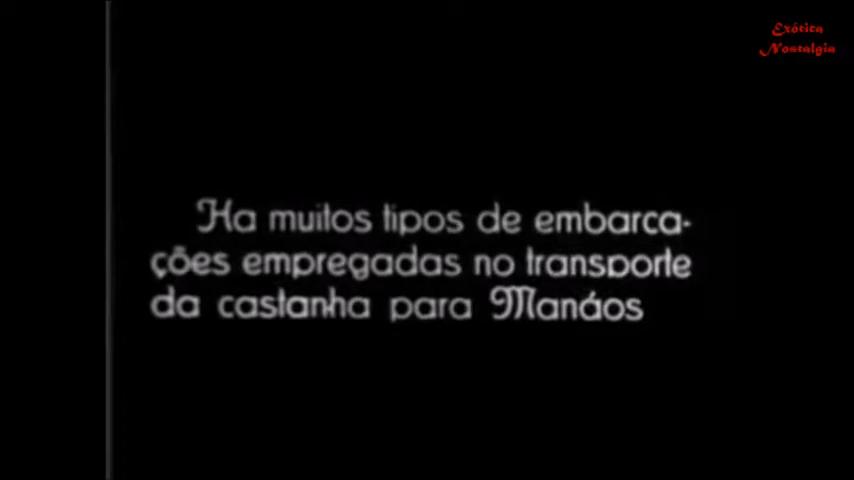 Exótica
Nostalgia
Ha muitos tipos de embarca-
ções empregadas no transporte
da castanha para Manáos